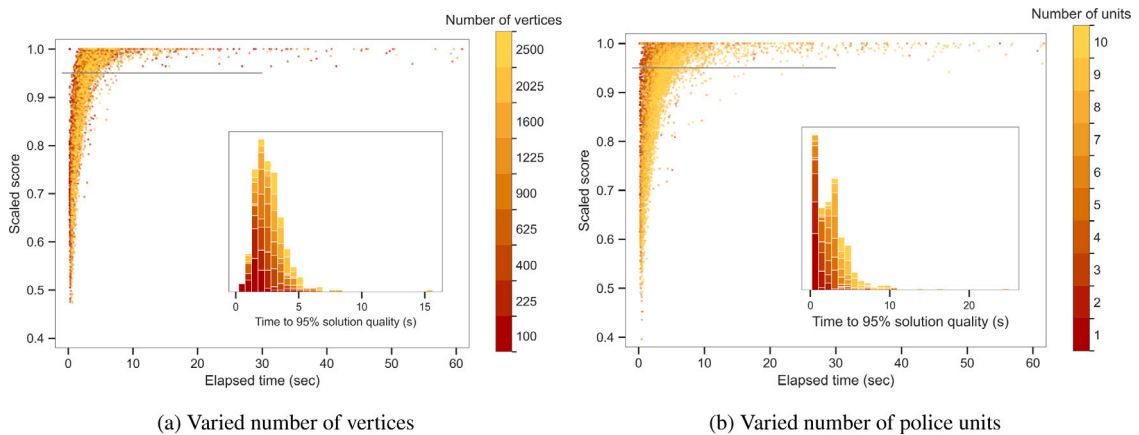 Number of vertices
1.0
0.9
0.8
0.7
0.6
0.5
0.4
Scaled score
0 10 20 30 40 50 60
Elapsed time (sec)
0 5 10 15
Time to 95% solution quality (s)
2500
2025
1600
1225
900
625
400
225
100
(a) Varied number of vertices
Number of units
1.0
0.9
0.8
0.7
0.6
0.5
0.4
Scaled score
0 10 20 30 40 50 60
Elapsed time (sec)
0 10 20
Time to 95% solution quality (s)
10
9
8
7
6
5
4
3
2
1
(b) Varied number of police units